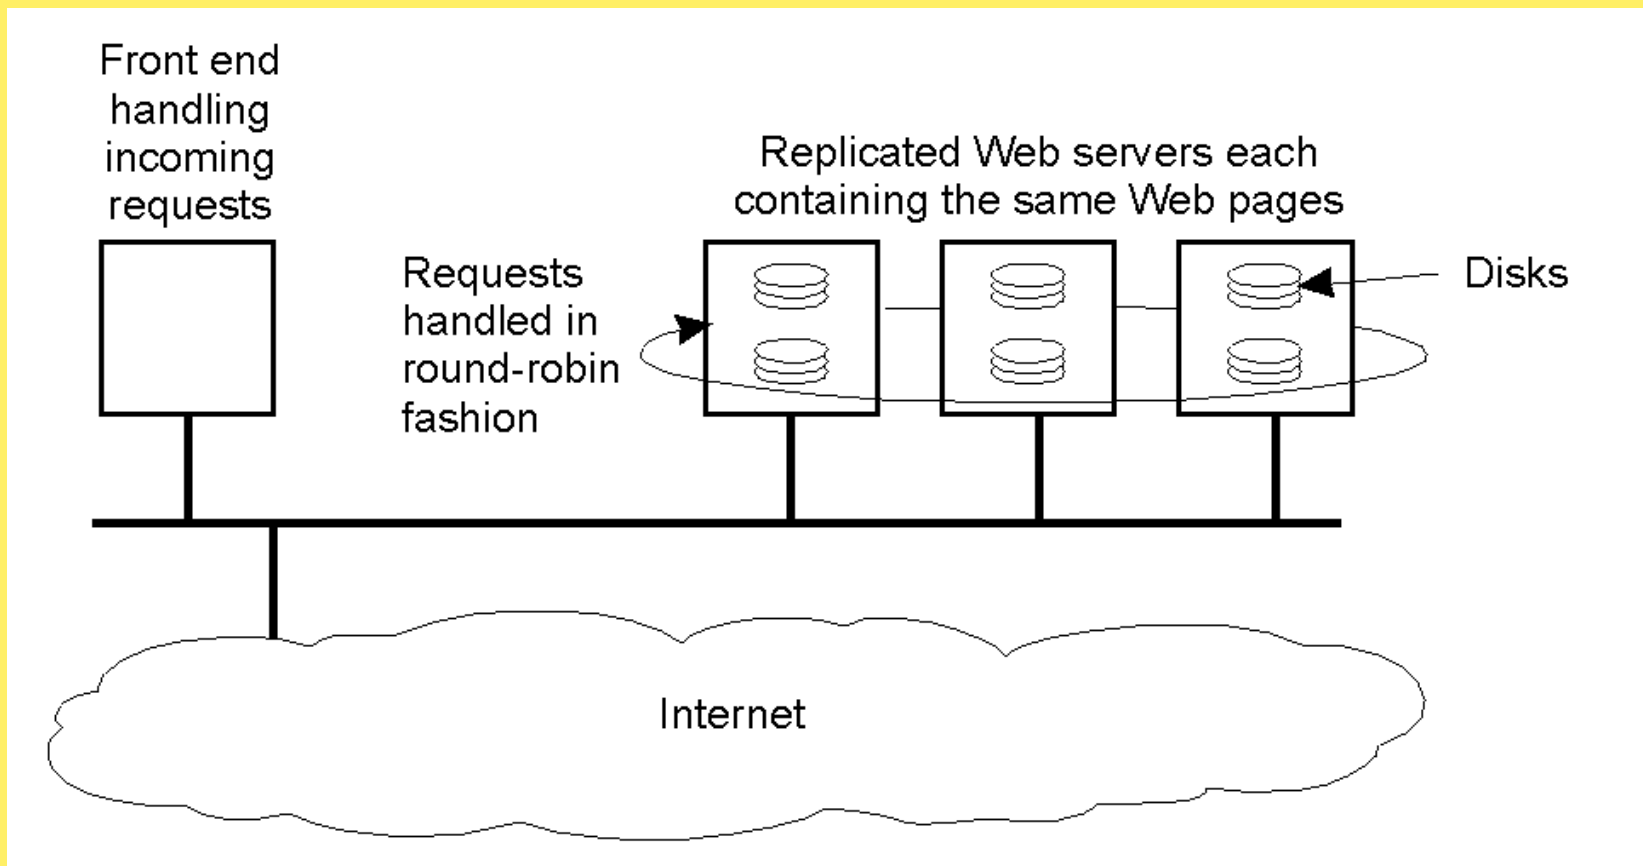 Front end
handling
incoming
requests
Replicated Web servers each
containing the same Web pages
Requests
handled in
round-robin
fashion
Disks
Internet